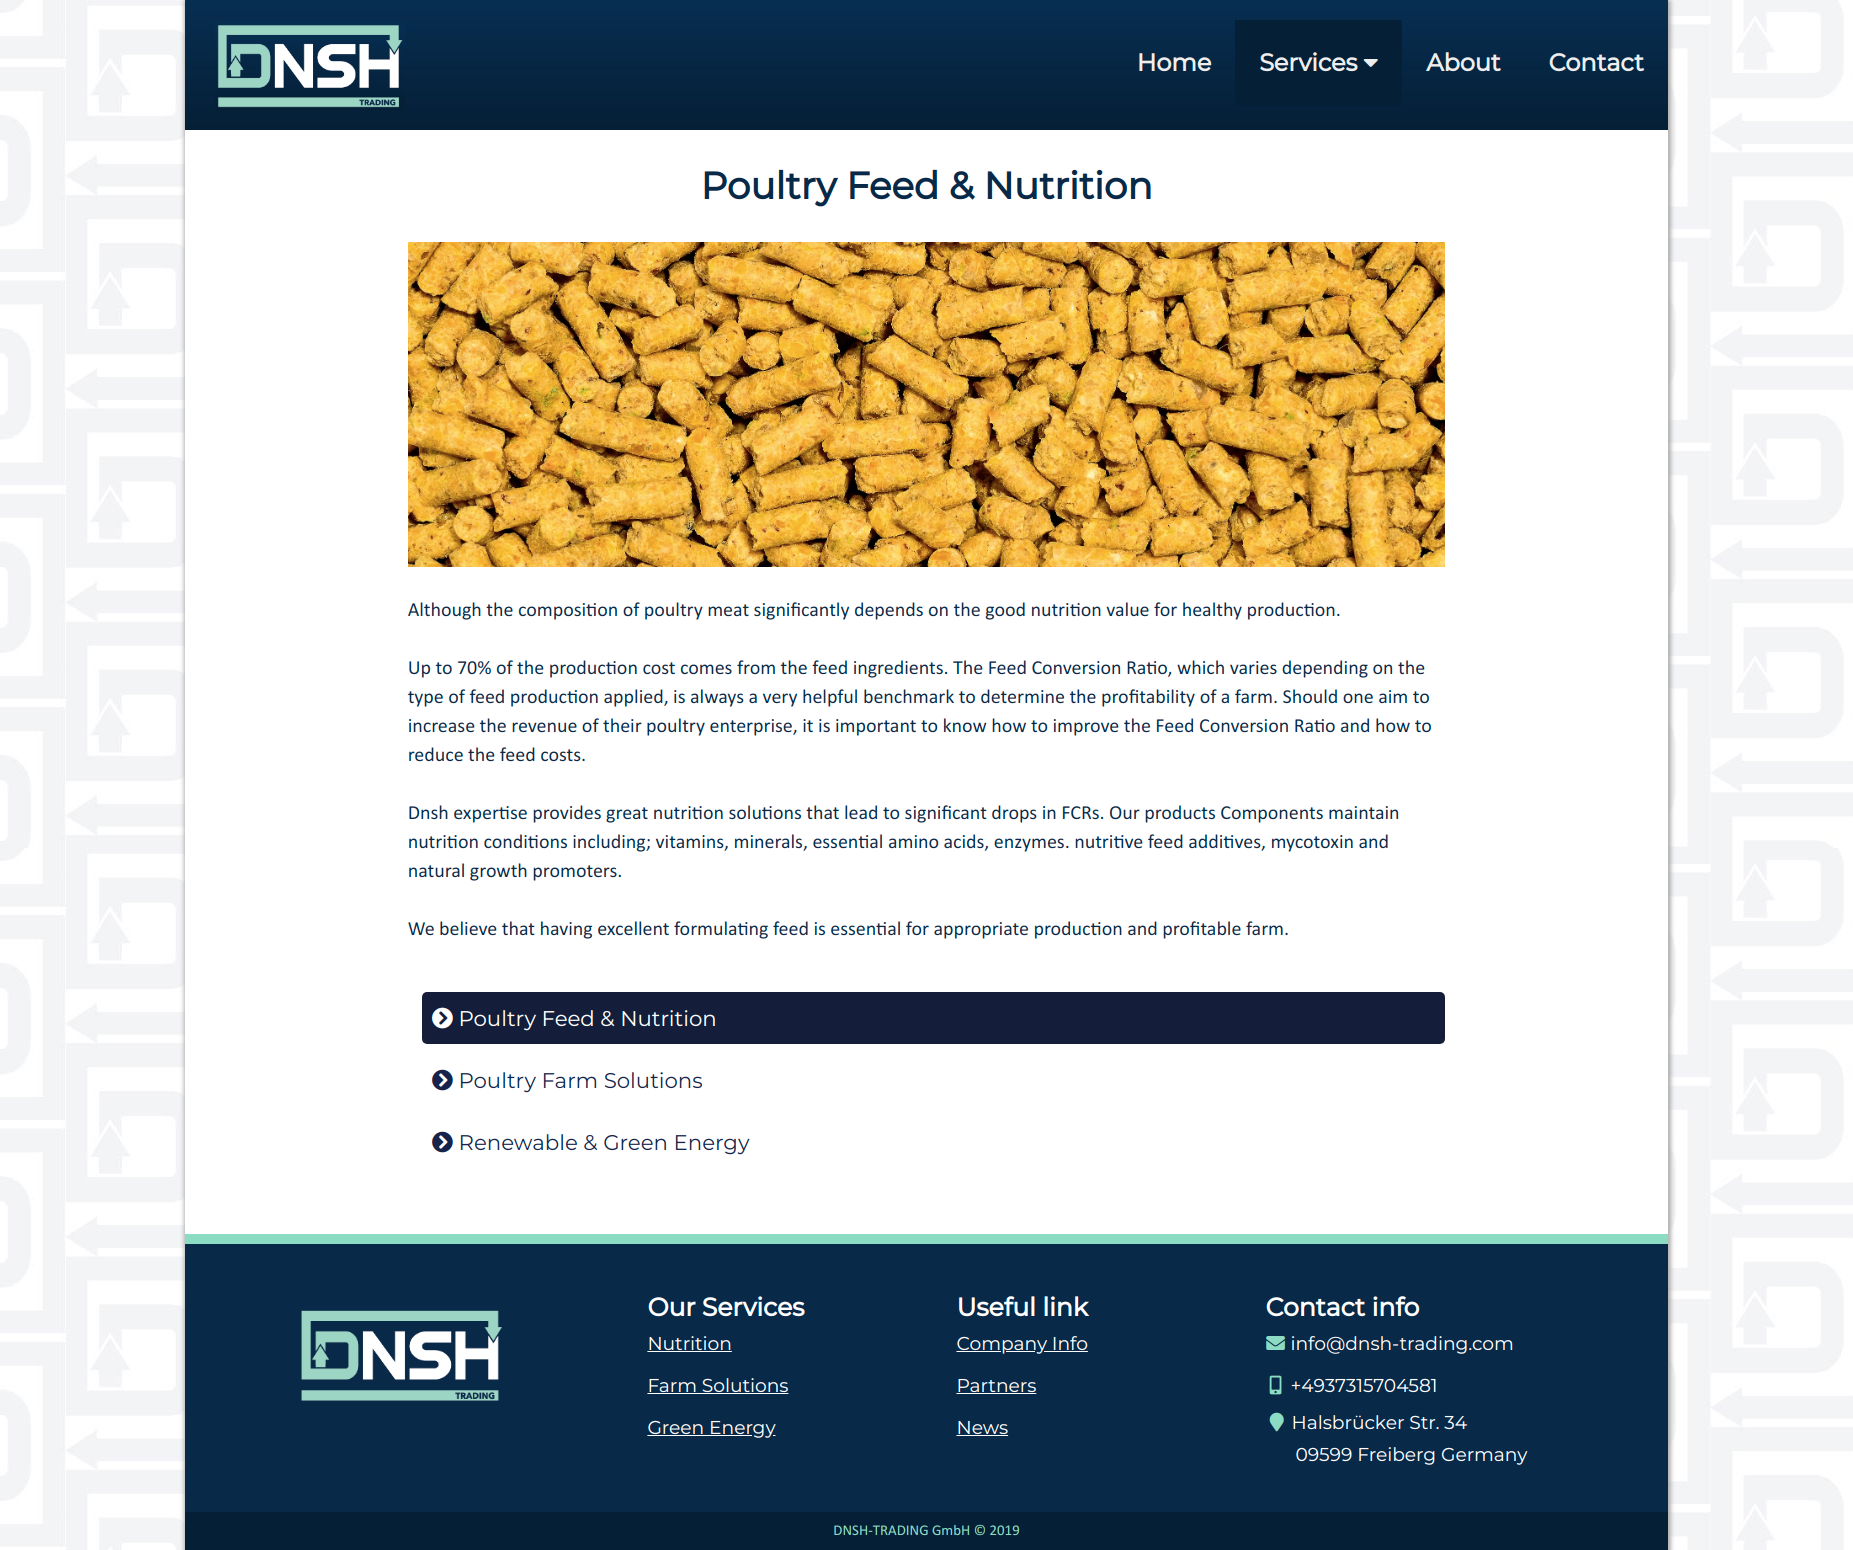 DNSH
TRADING
Home Services About Contact
Poultry Feed & Nutrition
Although the composition of poultry meat significantly depends on the good nutrition value for healthy production.
Up to 70% of the production cost comes from the feed ingredients. The Feed Conversion Ratio, which varies depending on the
type of feed production applied, is always a very helpful benchmark to determine the profitability of a farm. Should one aim to
increase the revenue of their poultry enterprise, it is important to know how to improve the Feed Conversion Ratio and how to
reduce the feed costs.
Dnsh expertise provides great nutrition solutions that lead to significant drops in FCRs. Our products Components maintain
nutrition conditions including; vitamins, minerals, essential amino acids, enzymes. nutritive feed additives, mycotoxin and
natural growth promoters.
We believe that having excellent formulating feed is essential for appropriate production and profitable farm.
Poultry Feed & Nutrition
Poultry Farm Solutions
Renewable & Green Energy
DNSH
TRADING
Our Services
Nutrition
Farm Solutions
Green Energy
Useful link
Company Info
Partners
News
Contact info
info@dnsh-trading.com
+4937315704581
Halsbrücker Str. 34
09599 Freiberg Germany
DNSH-TRADING GmbH © 2019